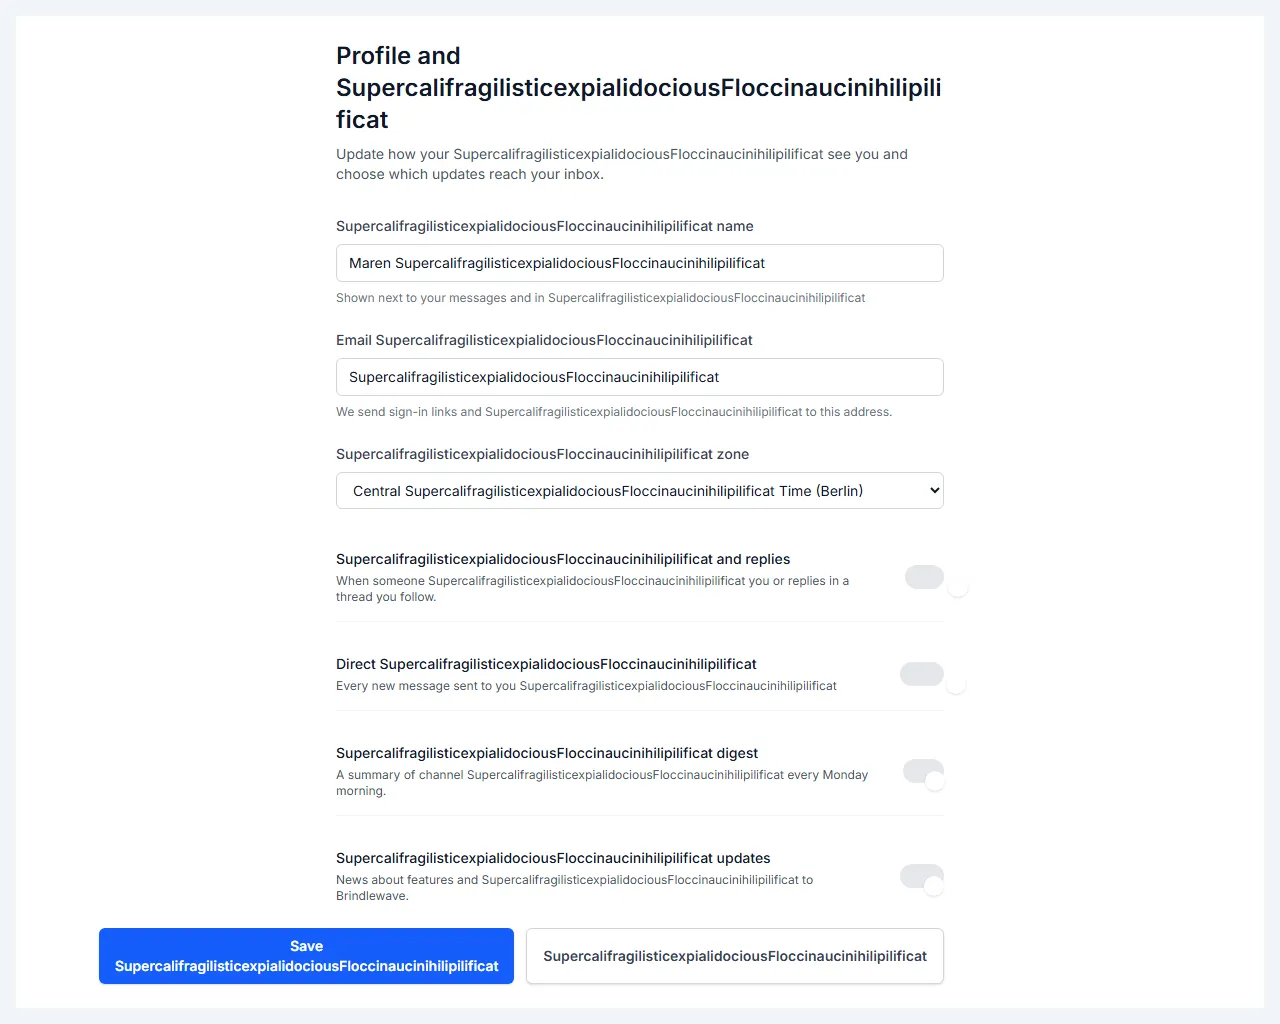 Profile and
SupercalifragilisticexpialidociousFloccinaucinihilipili
ficat
Update how your SupercalifragilisticexpialidociousFloccinaucinihilipilificat see you and
choose which updates reach your inbox.
SupercalifragilisticexpialidociousFloccinaucinihilipilificat name
Maren SupercalifragilisticexpialidociousFloccinaucinihilipilificat
Shown next to your messages and in SupercalifragilisticexpialidociousFloccinaucinihilipilificat
Email SupercalifragilisticexpialidociousFloccinaucinihilipilificat
SupercalifragilisticexpialidociousFloccinaucinihilipilificat
We send sign-in links and SupercalifragilisticexpialidociousFloccinaucinihilipilificat to this address.
SupercalifragilisticexpialidociousFloccinaucinihilipilificat zone
Central SupercalifragilisticexpialidociousFloccinaucinihilipilificat Time (Berlin)
SupercalifragilisticexpialidociousFloccinaucinihilipilificat and replies
When someone SupercalifragilisticexpialidociousFloccinaucinihilipilificat you or replies in a
thread you follow.
Direct SupercalifragilisticexpialidociousFloccinaucinihilipilificat
Every new message sent to you SupercalifragilisticexpialidociousFloccinaucinihilipilificat
SupercalifragilisticexpialidociousFloccinaucinihilipilificat digest
A summary of channel SupercalifragilisticexpialidociousFloccinaucinihilipilificat every Monday
morning.
SupercalifragilisticexpialidociousFloccinaucinihilipilificat updates
News about features and SupercalifragilisticexpialidociousFloccinaucinihilipilificat to
Brindlewave.
Save
SupercalifragilisticexpialidociousFloccinaucinihilipilificat
SupercalifragilisticexpialidociousFloccinaucinihilipilificat